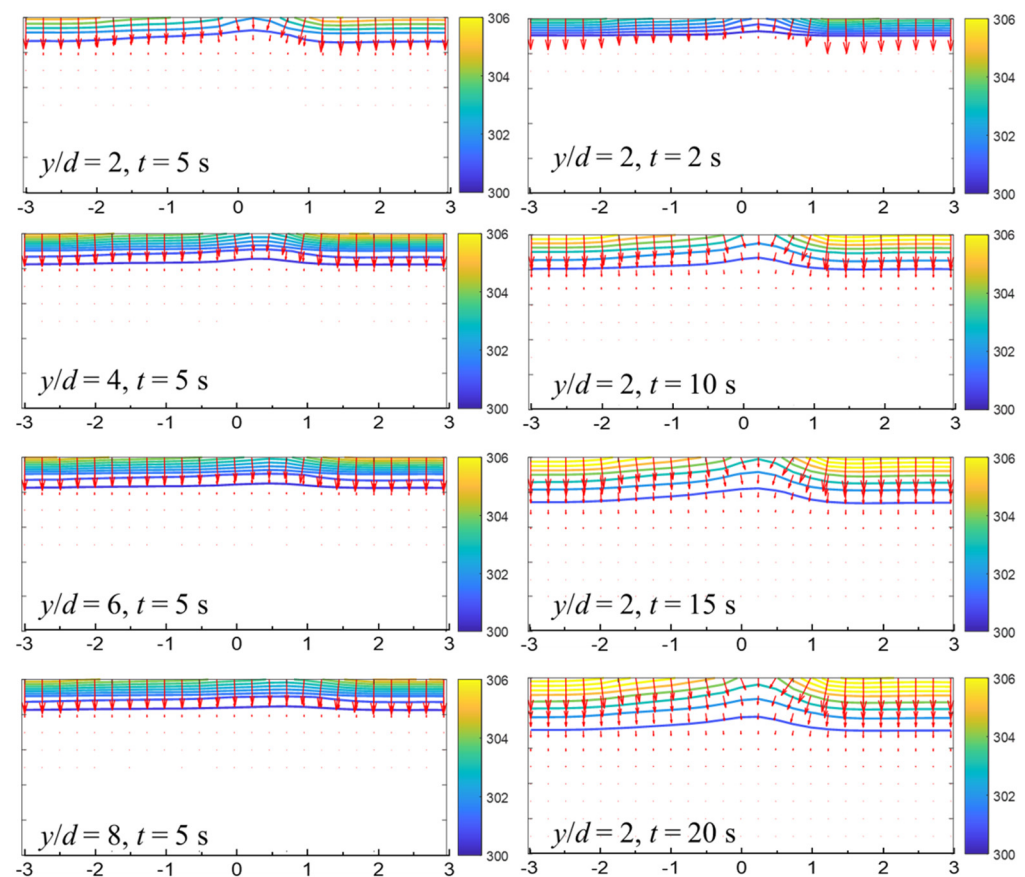 306
304
302
300
y/d = 2, t = 5 s
-3 -2 -1 0 1 2 3
306
304
302
300
y/d = 2, t = 2 s
-3 -2 -1 0 1 2 3
306
304
302
300
y/d = 4, t = 5 s
-3 -2 -1 0 1 2 3
306
304
302
300
y/d = 2, t = 10 s
-3 -2 -1 0 1 2 3
306
304
302
300
y/d = 6, t = 5 s
-3 -2 -1 0 1 2 3
306
304
302
300
y/d = 2, t = 15 s
-3 -2 -1 0 1 2 3
306
304
302
300
y/d = 8, t = 5 s
-3 -2 -1 0 1 2 3
306
304
302
300
y/d = 2, t = 20 s
-3 -2 -1 0 1 2 3